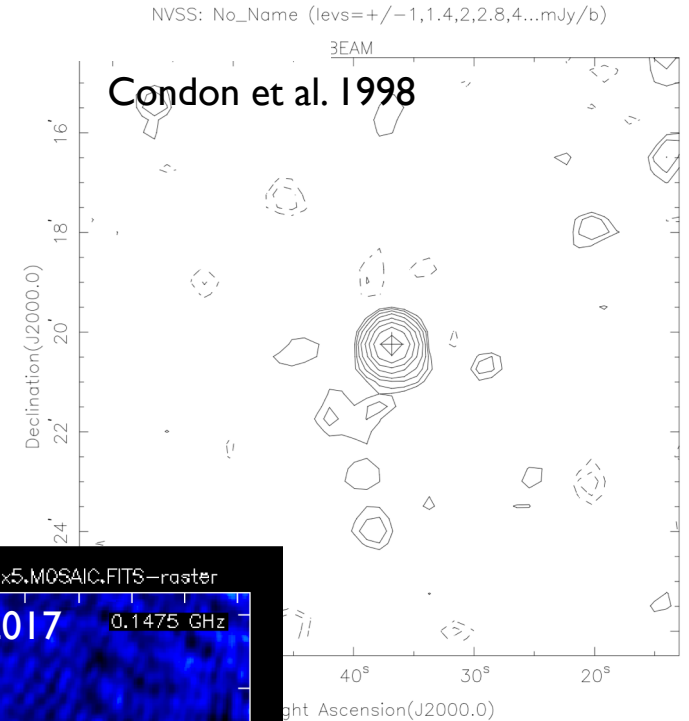 NVSS: No_Name (levs=+/−1,1.4,2,2.8,4...mJy/b)
BEAM
Condon et al. 1998
16'
18'
20'
22'
24'
Declination(J2000.0)
x5.MOSAIC.FITS−raster
017
0.1475 GHz
40s
30s
20s
ght Ascension(J2000.0)